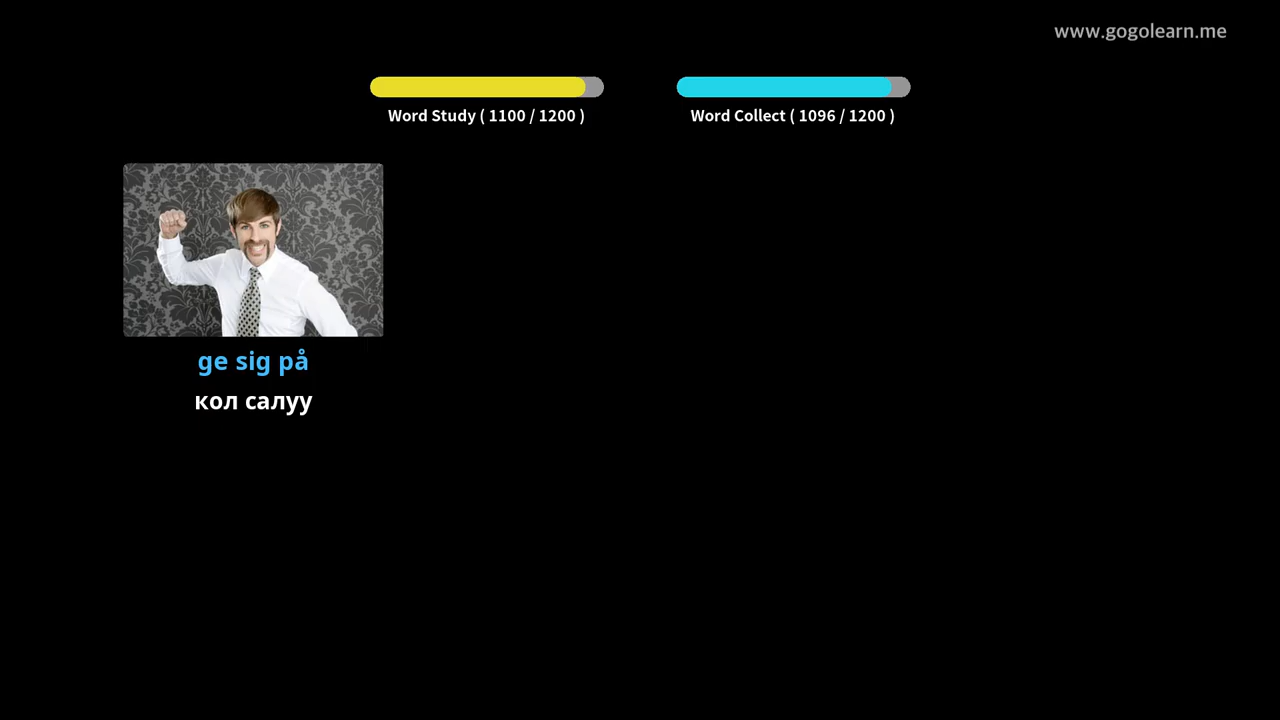 www.gogolearn.me
Word Study ( 1100 / 1200 )
Word Collect ( 1096 / 1200 )
ge sig på
кол салуу